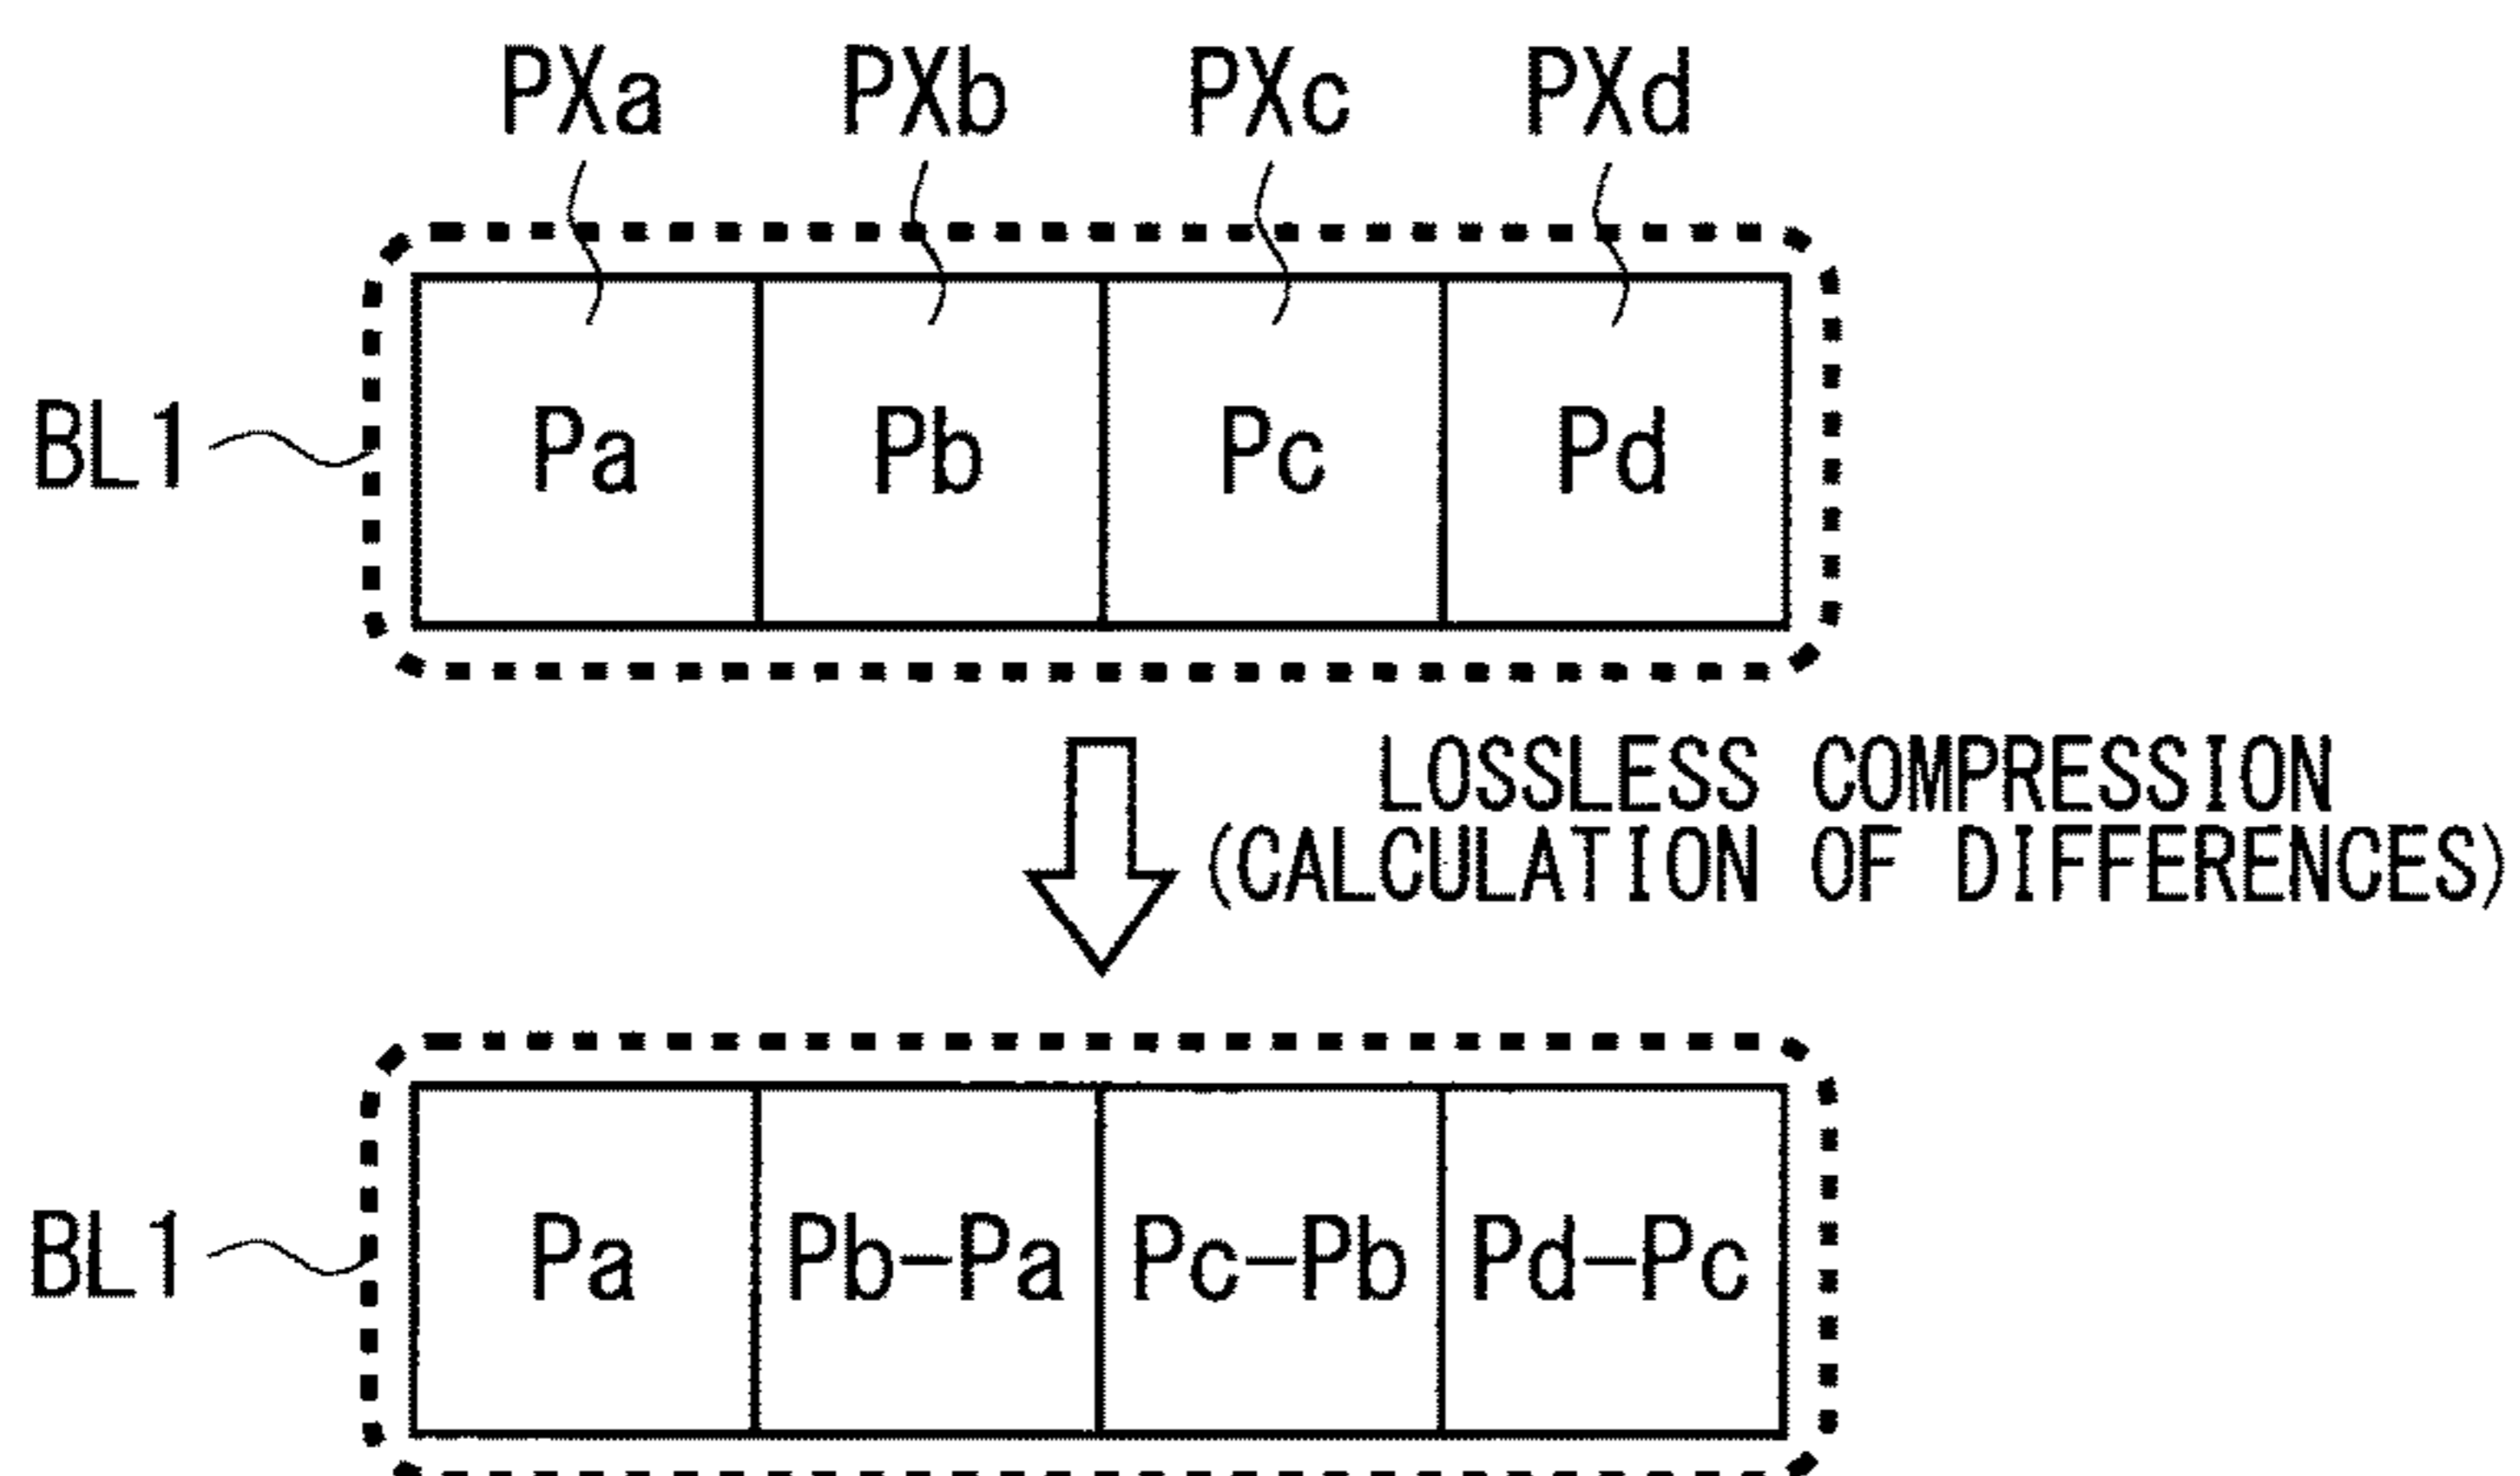 PXa PXb PXc PXd
BL1 Pa Pb Pc Pd
LOSSLESS COMPRESSION
(CALCULATION OF DIFFERENCES)
BL1 Pa Pb-Pa Pc-Pb Pd-Pc